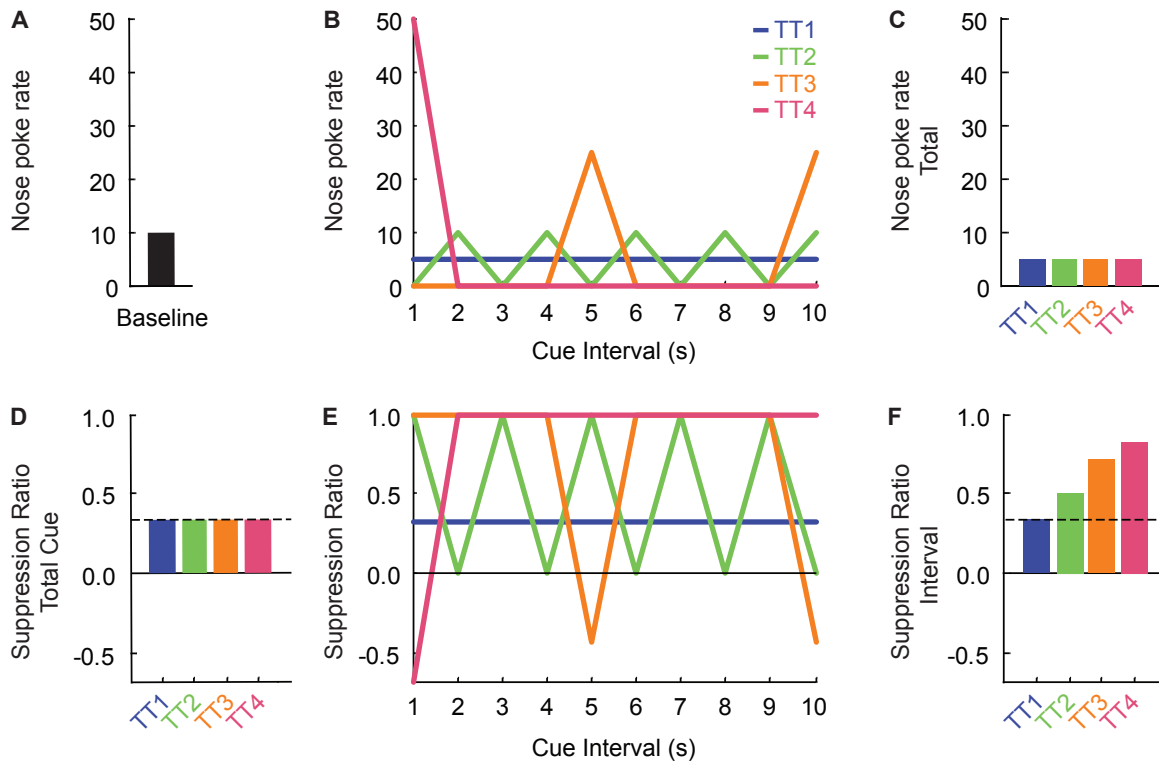 A
Nose poke rate
50
40
30
20
10
0
Baseline
B
Nose poke rate
50
40
30
20
10
0
TT1
TT2
TT3
TT4
1 2 3 4 5 6 7 8 9 10
Cue Interval (s)
C
Nose poke rate
Total
50
40
30
20
10
0
TT1 TT2 TT3 TT4
D
Suppression Ratio
Total Cue
1.0
0.5
0.0
-0.5
TT1 TT2 TT3 TT4
E
Suppression Ratio
1.0
0.5
0.0
-0.5
1 2 3 4 5 6 7 8 9 10
Cue Interval (s)
F
Suppression Ratio
Interval
1.0
0.5
0.0
-0.5
TT1 TT2 TT3 TT4